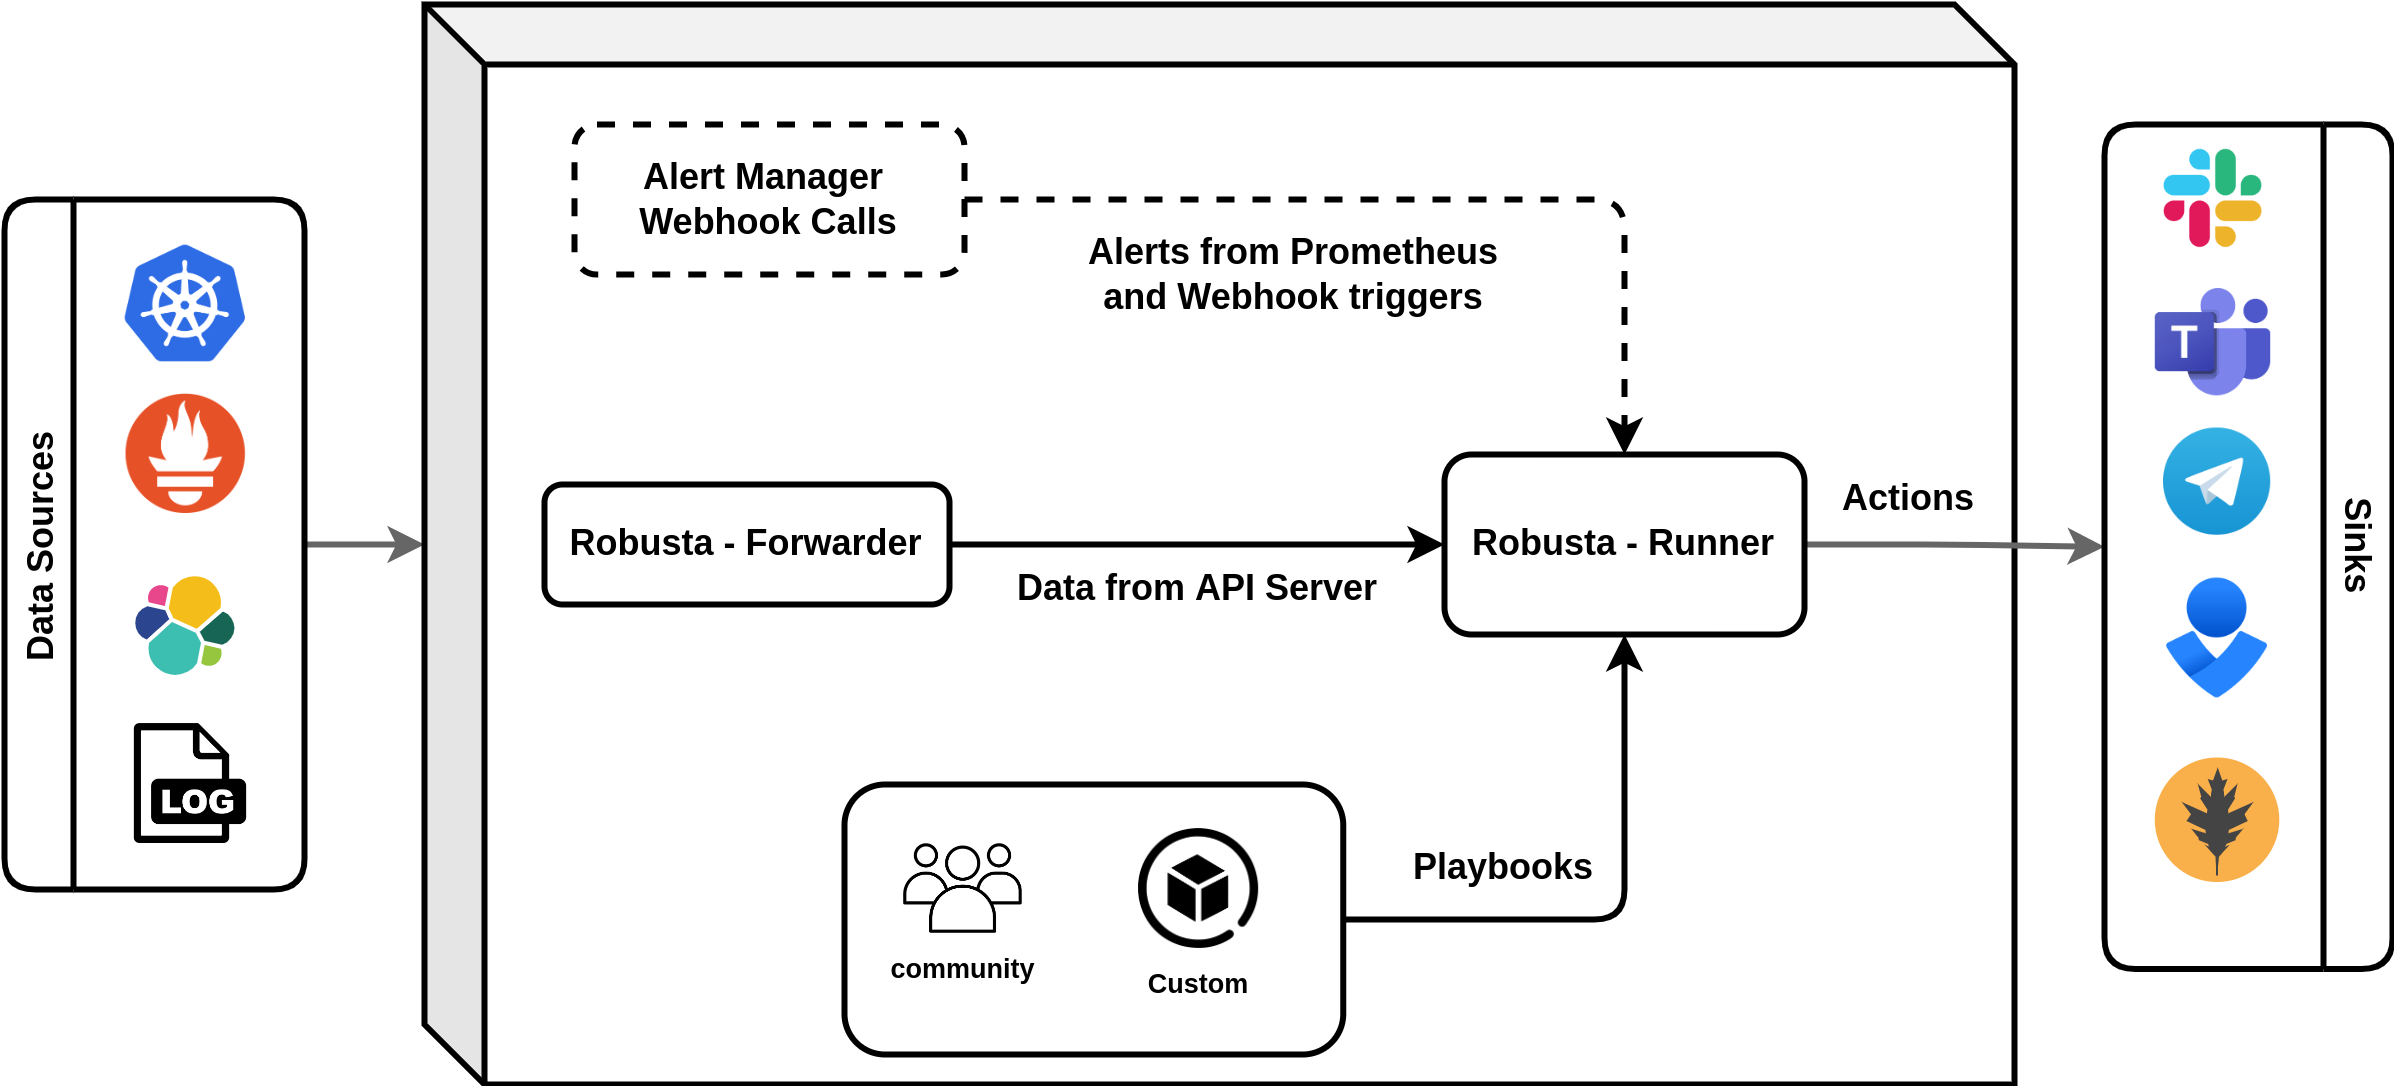 Data Sources
LOG
Alert Manager
Webhook Calls
Alerts from Prometheus
and Webhook triggers
Robusta - Forwarder
Data from API Server
Robusta - Runner
Actions
community
Custom
Playbooks
T
Sinks